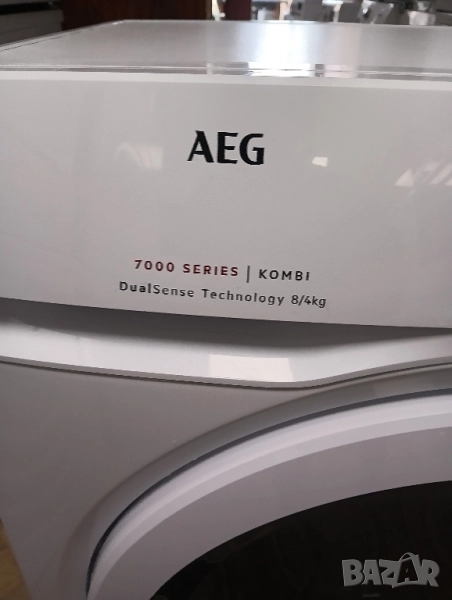 AEG
7000 SERIES | KOMBI
DualSense Technology 8/4kg
BAZAR